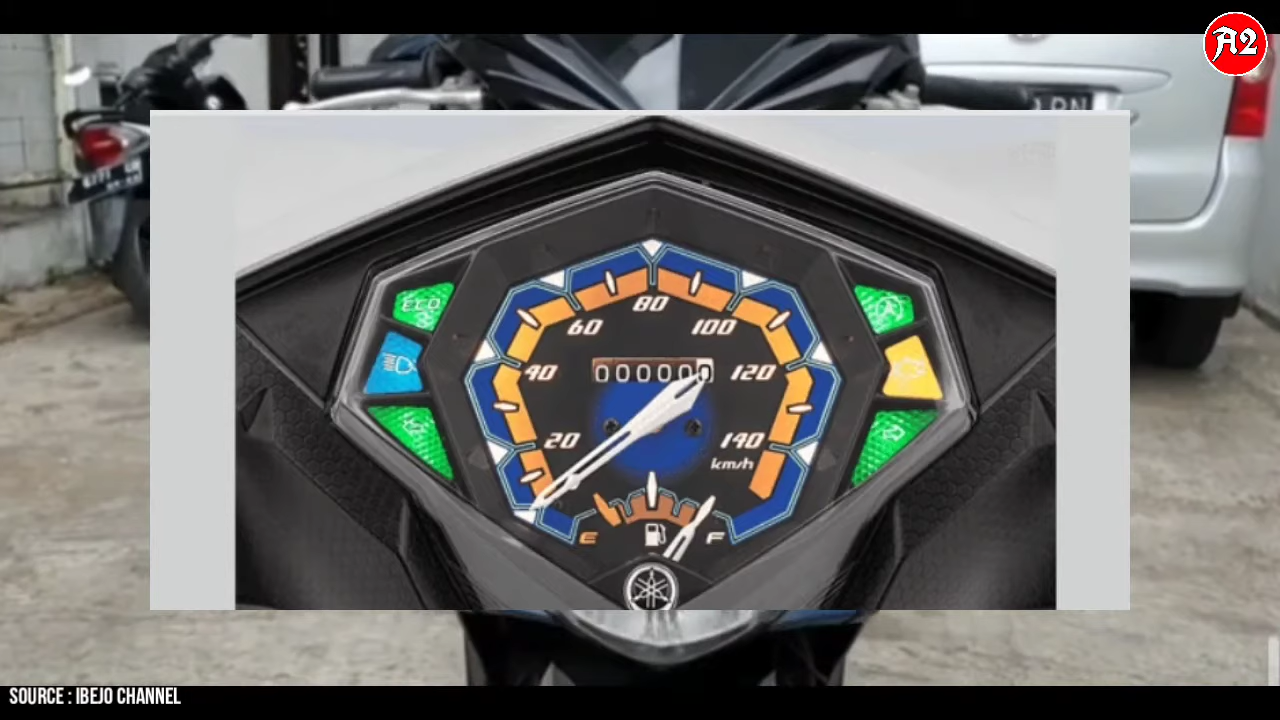 A2
ECO
80
60
100
40
000000
120
20
140
km/h
E
F
SOURCE : IBEJO CHANNEL